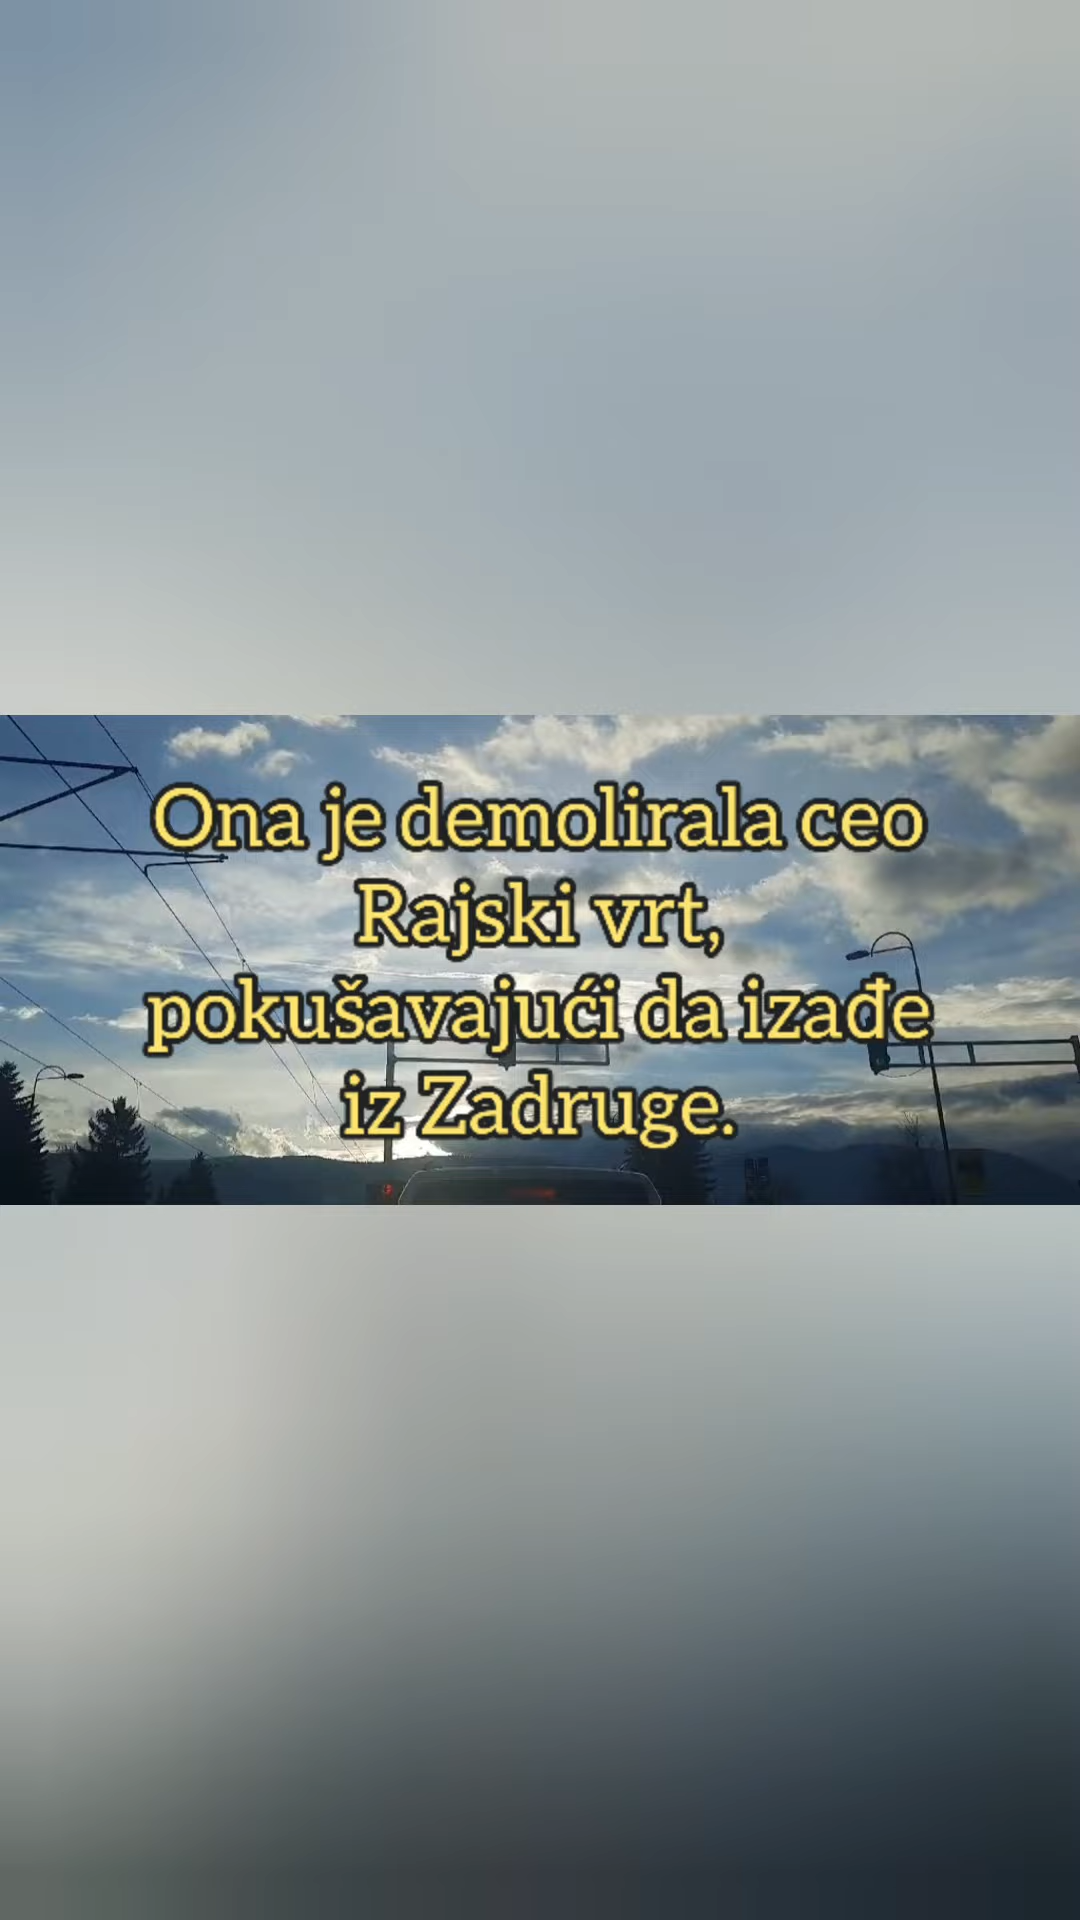 Ona je demolirala ceo
Rajski vrt,
pokušavajući da izađe
iz Zadruge.